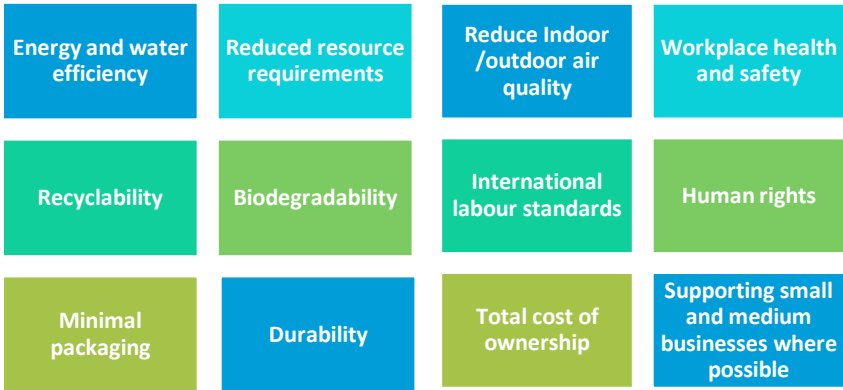 Energy and water
efficiency
Reduced resource
requirements
Reduce Indoor
/outdoor air
quality
Workplace health
and safety
Recyclability
Biodegradability
International
labour standards
Human rights
Minimal
packaging
Durability
Total cost of
ownership
Supporting small
and medium
businesses where
possible